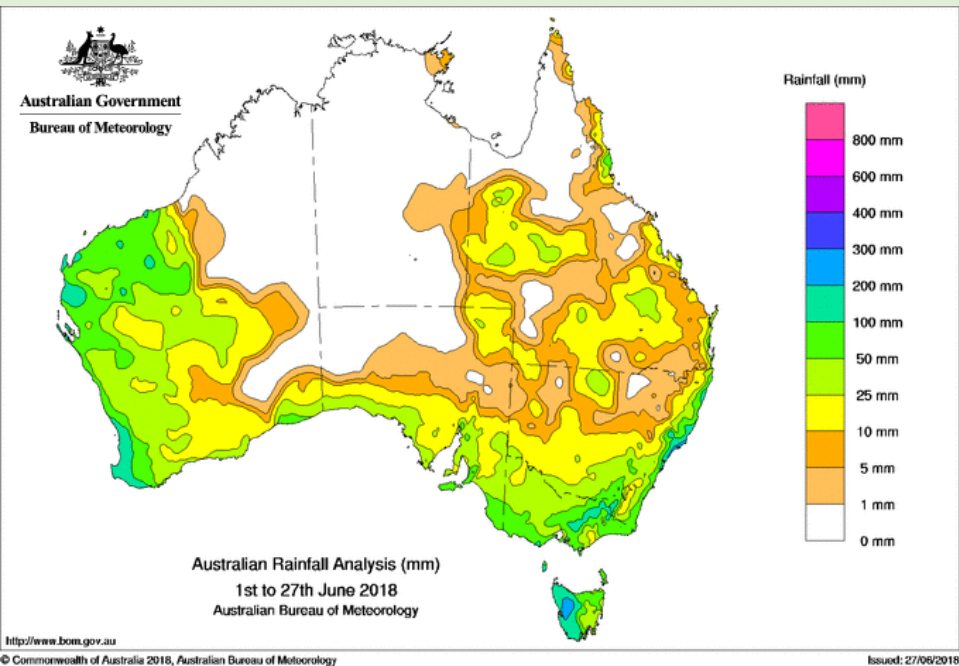 Australian Government
Bureau of Meteorology
Rainfall (mm)
800 mm
600 mm
400 mm
300 mm
200 mm
100 mm
50 mm
25 mm
10 mm
5 mm
1 mm
0 mm
Australian Rainfall Analysis (mm)
1st to 27th June 2018
Australian Bureau of Meteorology
http://www.bom.gov.au
© Commonwealth of Australia 2018, Australian Bureau of Meteorology
Issued: 27/06/2018